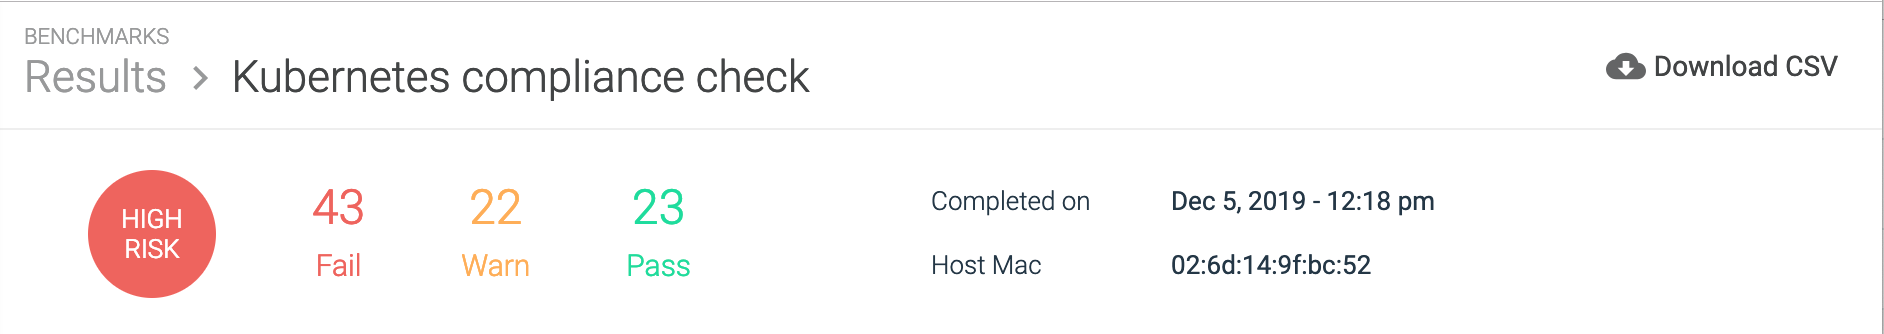 BENCHMARKS
Results > Kubernetes compliance check
Download CSV
HIGH
RISK
43
Fail
22
Warn
23
Pass
Completed on Dec 5, 2019 - 12:18 pm
Host Mac 02:6d:14:9f:bc:52